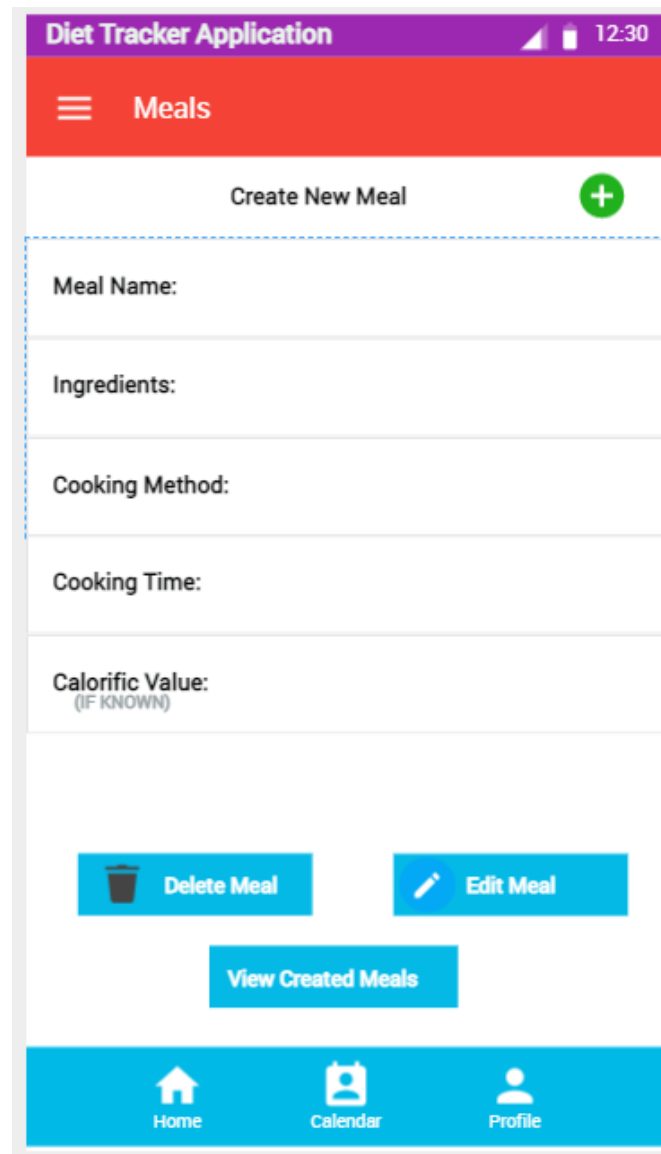 Diet Tracker Application 12:30
Meals
Create New Meal
Meal Name:
Ingredients:
Cooking Method:
Cooking Time:
Calorific Value:
(IF KNOWN)
Delete Meal Edit Meal
View Created Meals
Home Calendar Profile